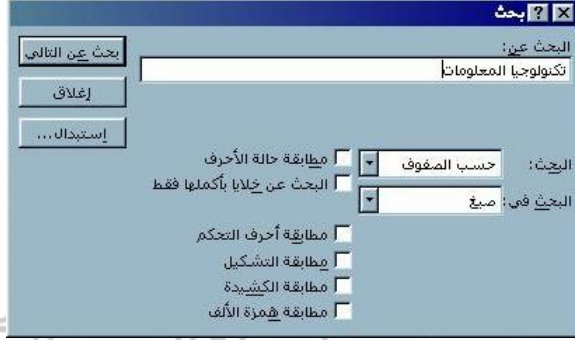 بحث
البحث عن:
تكنولوجيا المعلومات
بحث عن التالي
إغلاق
إستبدال...
البحث: حسب الصفوف
البحث في: صيغ
مطابقة حالة الأحرف
البحث عن خلايا بأكملها فقط
مطابقة أحرف التحكم
مطابقة التشكيل
مطابقة الكشيدة
مطابقة همزة الألف